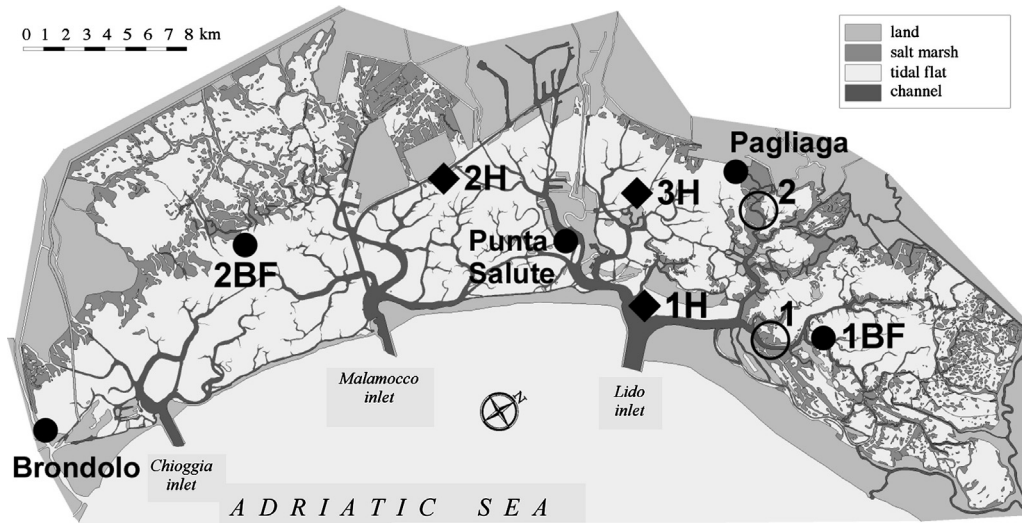 0 1 2 3 4 5 6 7 8 km
land
salt marsh
tidal flat
channel
Pagliaga
2H
3H
2
Punta
Salute
2BF
1H
1
1BF
Malamocco
inlet
Lido
inlet
N
Brondolo
Chioggia
inlet
ADRIATIC SEA